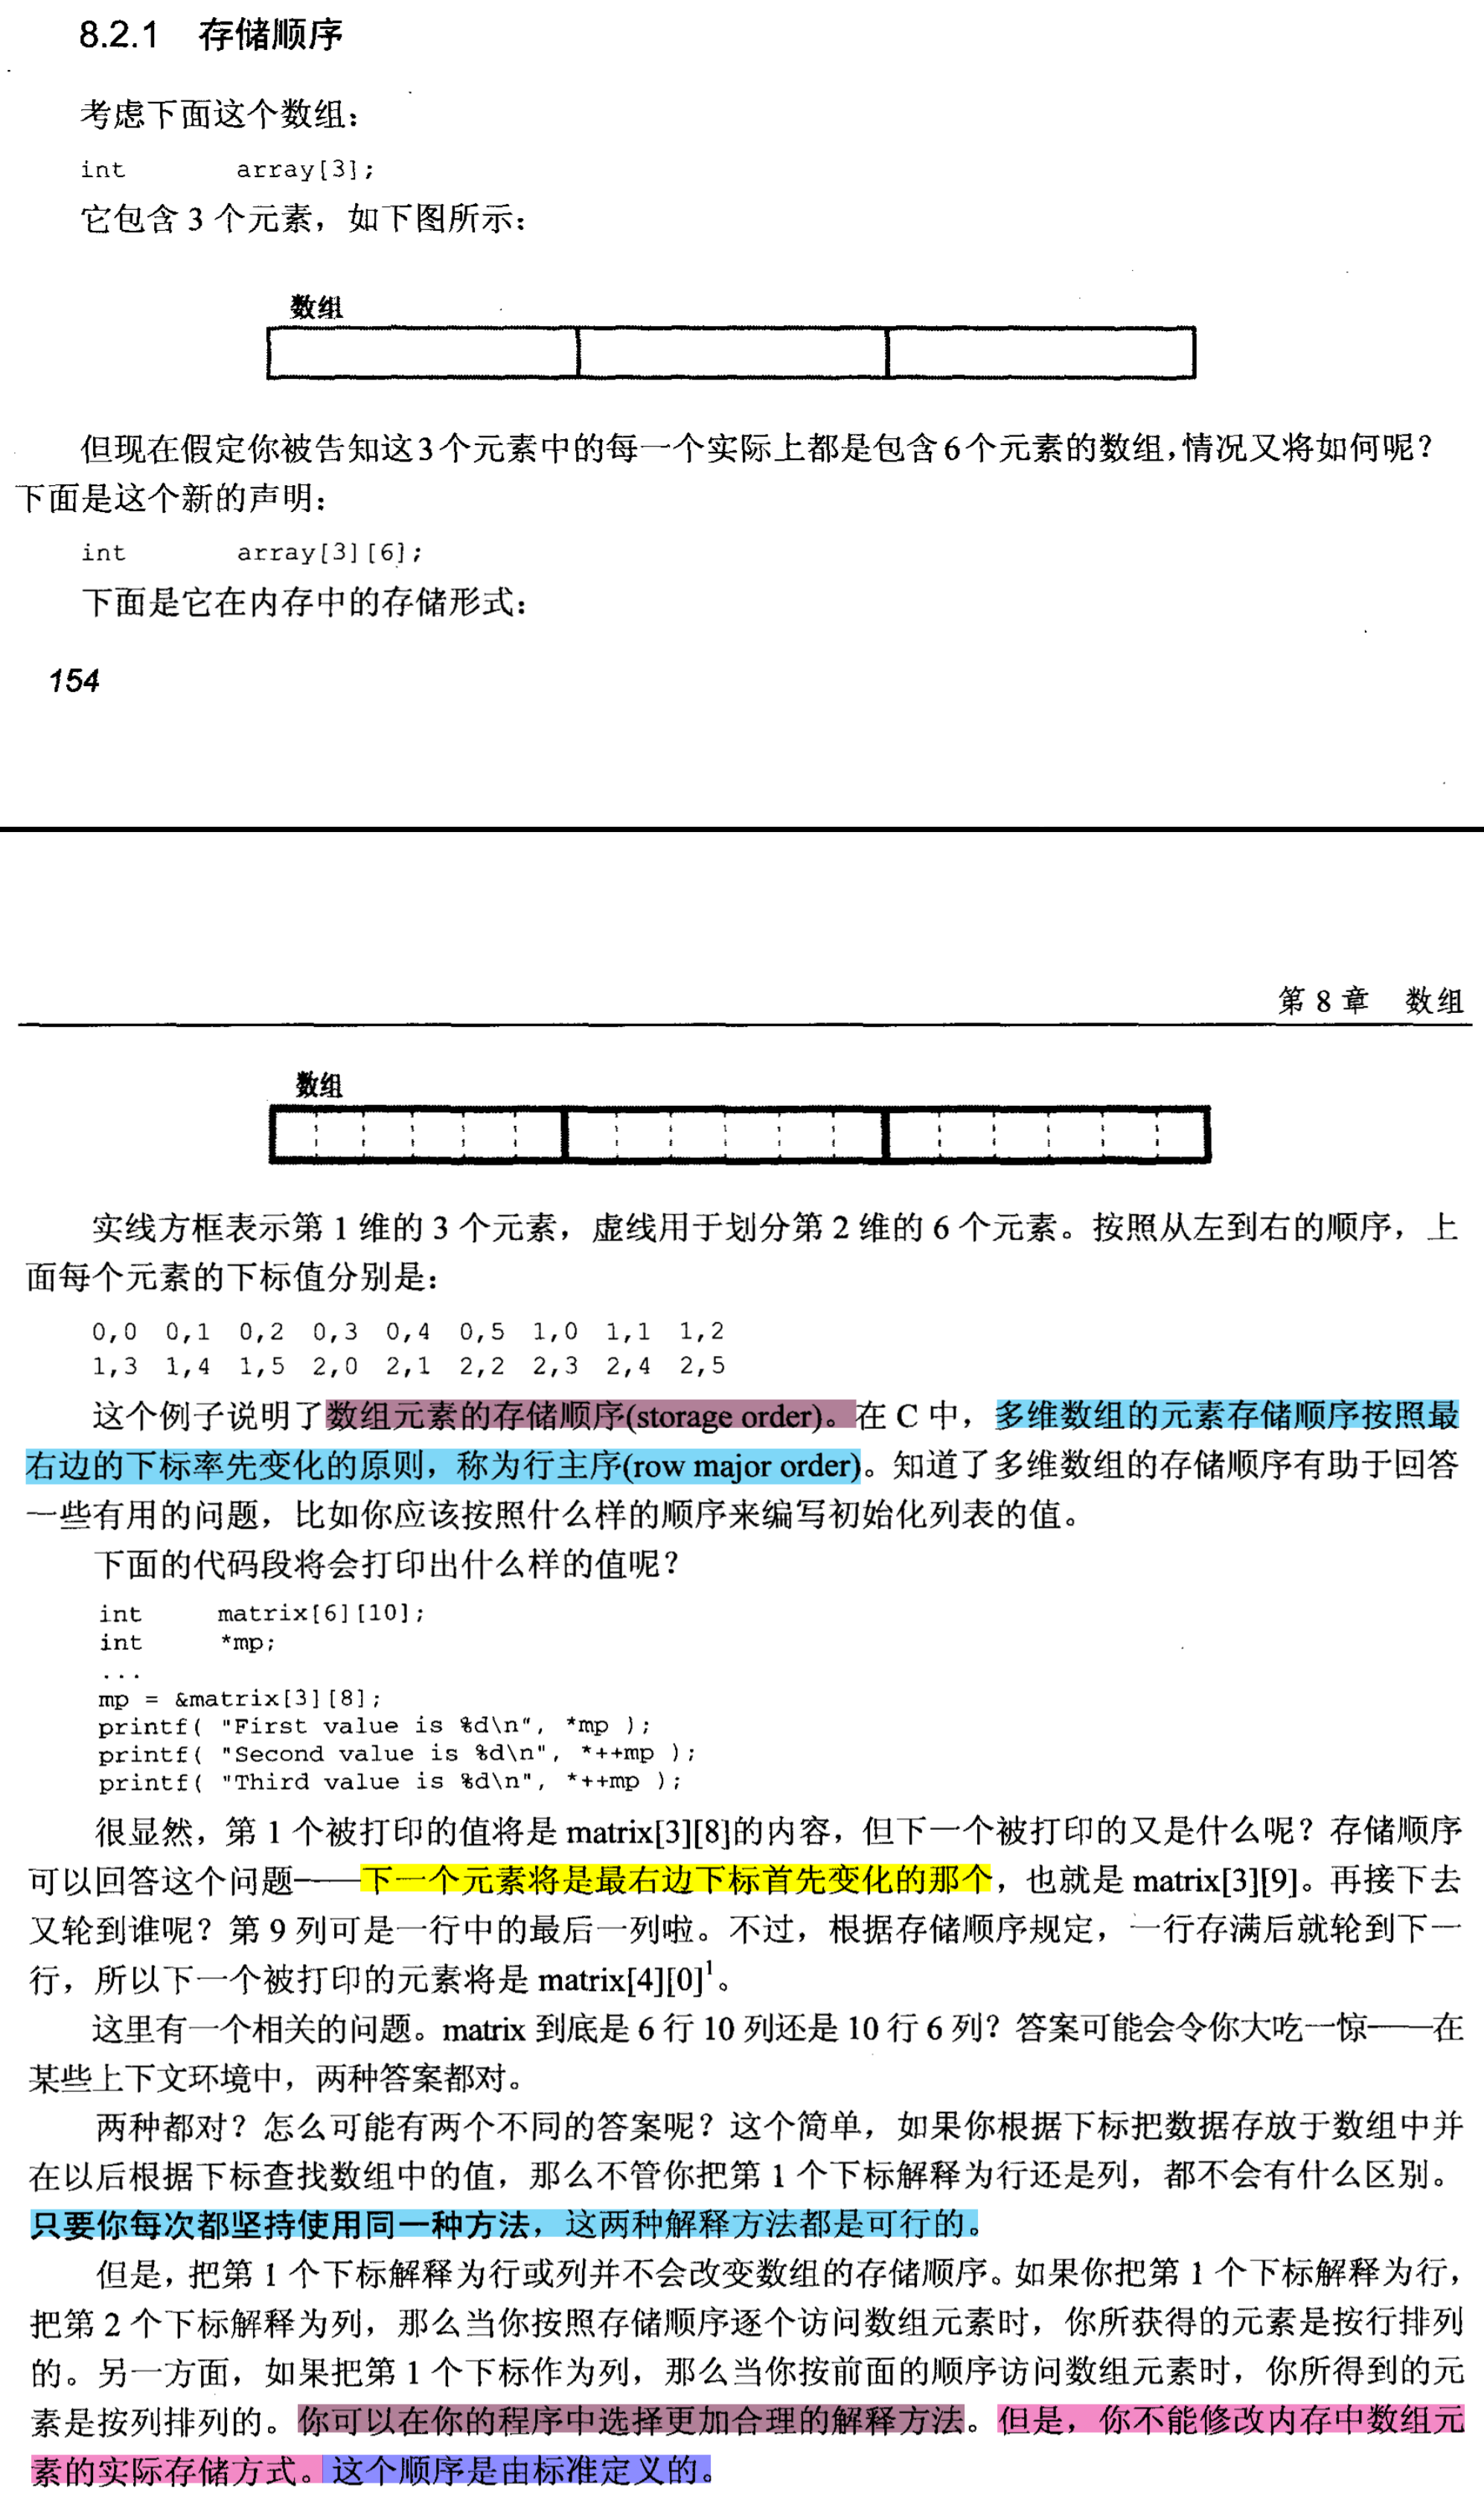 8.2.1 存储顺序
考虑下面这个数组：
int array[3];
它包含 3 个元素，如下图所示：
数组
但现在假定你被告知这3个元素中的每一个实际上都是包含6个元素的数组，情况又将如何呢？
下面是这个新的声明：
int array[3][6];
下面是它在内存中的存储形式：
154
第 8 章 数组
数组
实线方框表示第 1 维的 3 个元素，虚线用于划分第 2 维的 6 个元素。按照从左到右的顺序，上
面每个元素的下标值分别是：
0,0 0,1 0,2 0,3 0,4 0,5 1,0 1,1 1,2
1,3 1,4 1,5 2,0 2,1 2,2 2,3 2,4 2,5
这个例子说明了数组元素的存储顺序(storage order)。在 C 中，多维数组的元素存储顺序按照最
右边的下标率先变化的原则，称为行主序(row major order)。知道了多维数组的存储顺序有助于回答
一些有用的问题，比如你应该按照什么样的顺序来编写初始化列表的值。
下面的代码段将会打印出什么样的值呢？
int matrix[6][10];
int *mp;
...
mp = &matrix[3][8];
printf( "First value is %d\n", *mp );
printf( "Second value is %d\n", *++mp );
printf( "Third value is %d\n", *++mp );
很显然，第 1 个被打印的值将是 matrix[3][8]的内容，但下一个被打印的又是什么呢？存储顺序
可以回答这个问题——下一个元素将是最右边下标首先变化的那个，也就是 matrix[3][9]。再接下去
又轮到谁呢？第 9 列可是一行中的最后一列啦。不过，根据存储顺序规定，一行存满后就轮到下一
行，所以下一个被打印的元素将是 matrix[4][0]¹。
这里有一个相关的问题。matrix 到底是 6 行 10 列还是 10 行 6 列？答案可能会令你大吃一惊——在
某些上下文环境中，两种答案都对。
两种都对？怎么可能有两个不同的答案呢？这个简单，如果你根据下标把数据存放于数组中并
在以后根据下标查找数组中的值，那么不管你把第 1 个下标解释为行还是列，都不会有什么区别。
只要你每次都坚持使用同一种方法，这两种解释方法都是可行的。
但是，把第 1 个下标解释为行或列并不会改变数组的存储顺序。如果你把第 1 个下标解释为行，
把第 2 个下标解释为列，那么当你按照存储顺序逐个访问数组元素时，你所获得的元素是按行排列
的。另一方面，如果把第 1 个下标作为列，那么当你按前面的顺序访问数组元素时，你所得到的元
素是按列排列的。你可以在你的程序中选择更加合理的解释方法。但是，你不能修改内存中数组元
素的实际存储方式。这个顺序是由标准定义的。